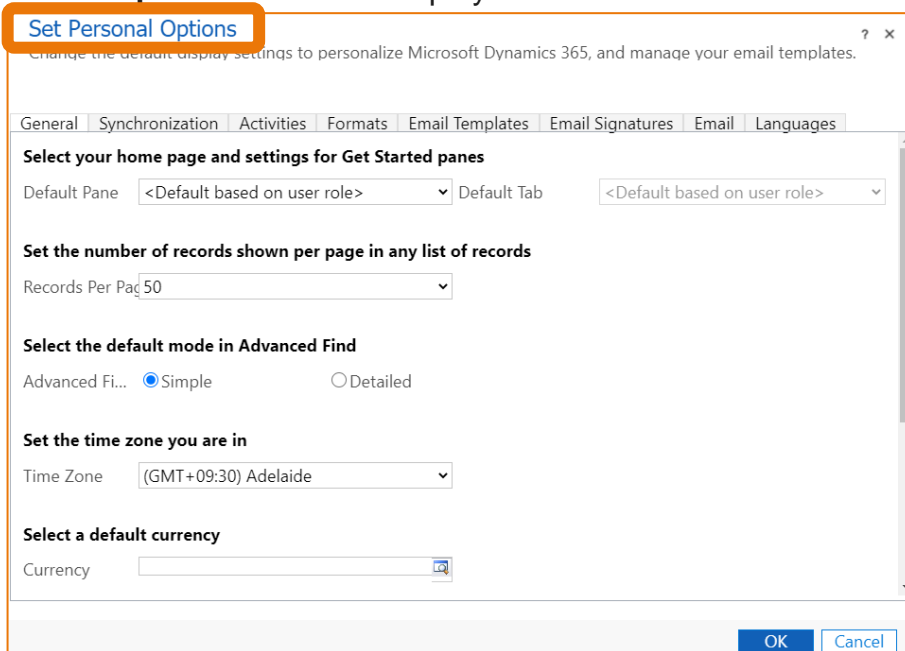 Set Personal Options
? ×
Change the default display settings to personalize Microsoft Dynamics 365, and manage your email templates.
General Synchronization Activities Formats Email Templates Email Signatures Email Languages
Select your home page and settings for Get Started panes
Default Pane <Default based on user role> Default Tab <Default based on user role>
Set the number of records shown per page in any list of records
Records Per Pag 50
Select the default mode in Advanced Find
Advanced Fi... Simple Detailed
Set the time zone you are in
Time Zone (GMT+09:30) Adelaide
Select a default currency
Currency
OK Cancel